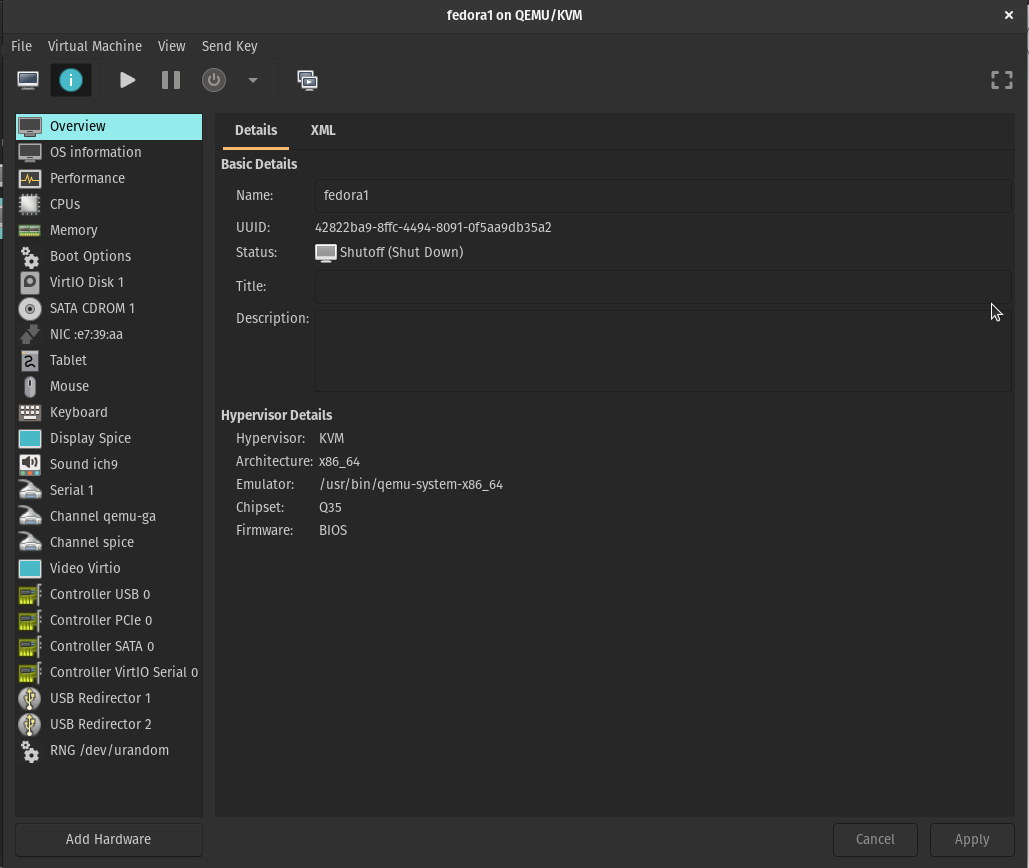 fedora1 on QEMU/KVM
File Virtual Machine View Send Key
Overview
OS information
Performance
CPUs
Memory
Boot Options
VirtIO Disk 1
SATA CDROM 1
NIC :e7:39:aa
Tablet
Mouse
Keyboard
Display Spice
Sound ich9
Serial 1
Channel qemu-ga
Channel spice
Video Virtio
Controller USB 0
Controller PCIe 0
Controller SATA 0
Controller VirtIO Serial 0
USB Redirector 1
USB Redirector 2
RNG /dev/urandom
Add Hardware
Details XML
Basic Details
Name: fedora1
UUID: 42822ba9-8ffc-4494-8091-0f5aa9db35a2
Status: Shutoff (Shut Down)
Title:
Description:
Hypervisor Details
Hypervisor: KVM
Architecture: x86_64
Emulator: /usr/bin/qemu-system-x86_64
Chipset: Q35
Firmware: BIOS
Cancel Apply